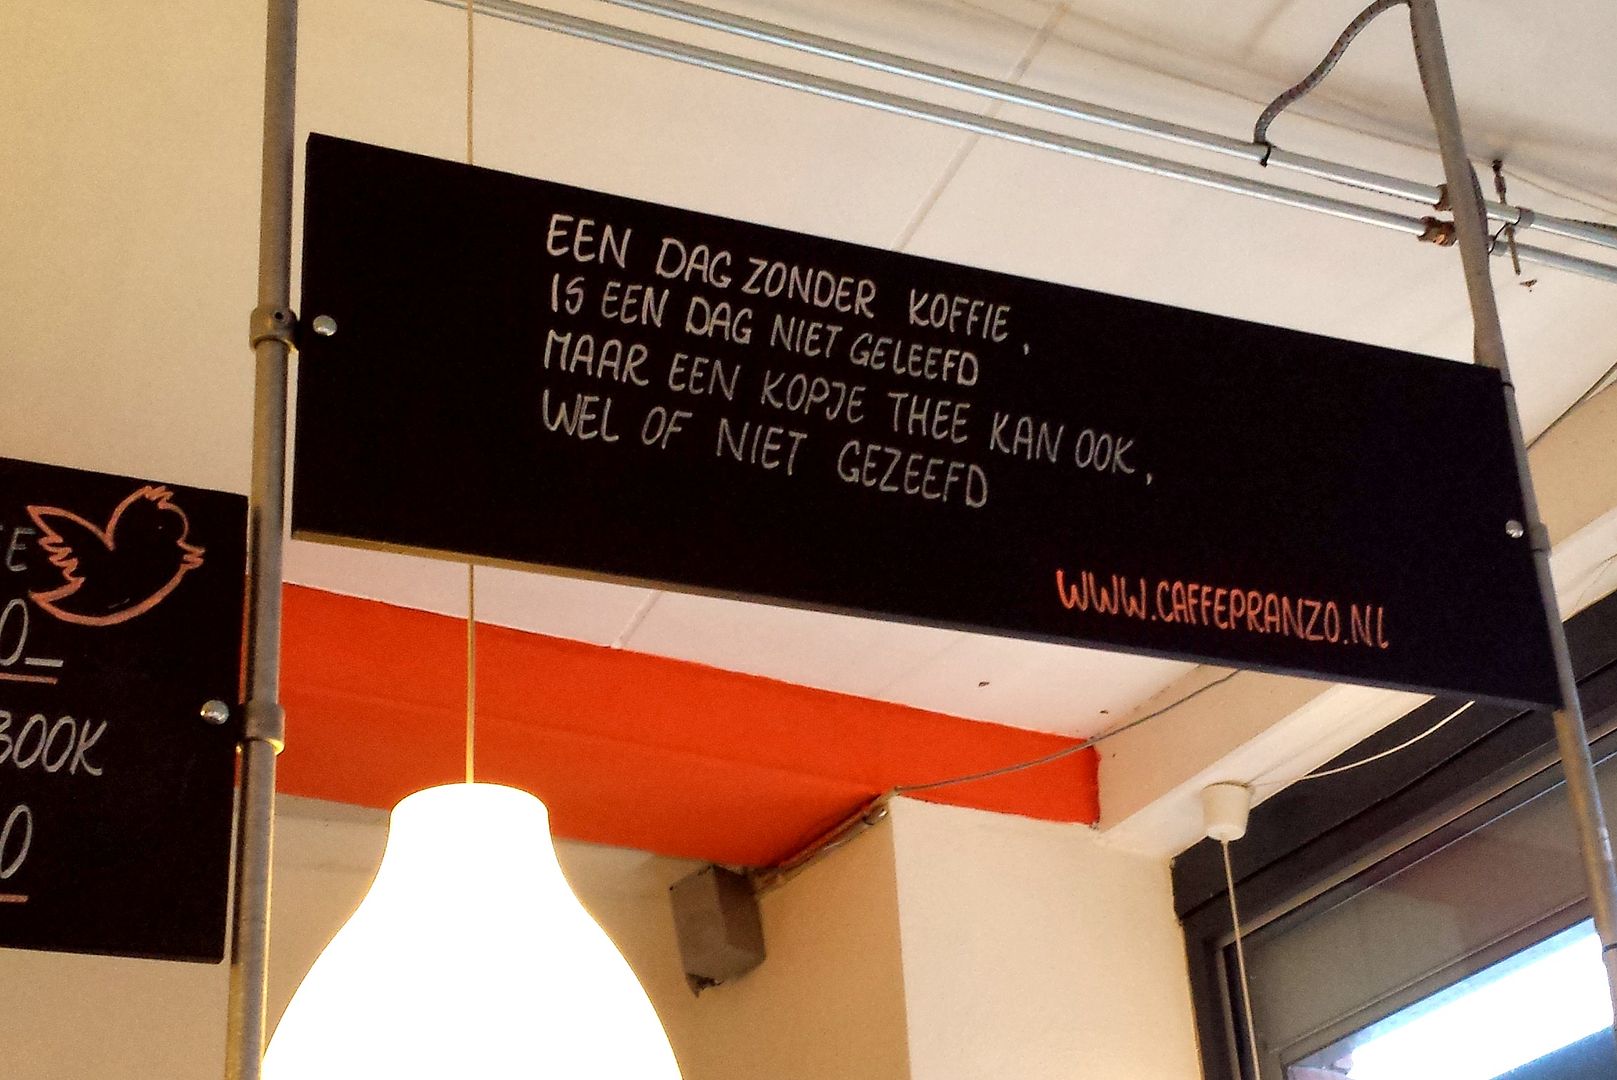 EEN DAG ZONDER KOFFIE,
IS EEN DAG NIET GELEEFD
MAAR EEN KOPJE THEE KAN OOK,
WEL OF NIET GEZEEFD
WWW.CAFFEPRANZO.NL